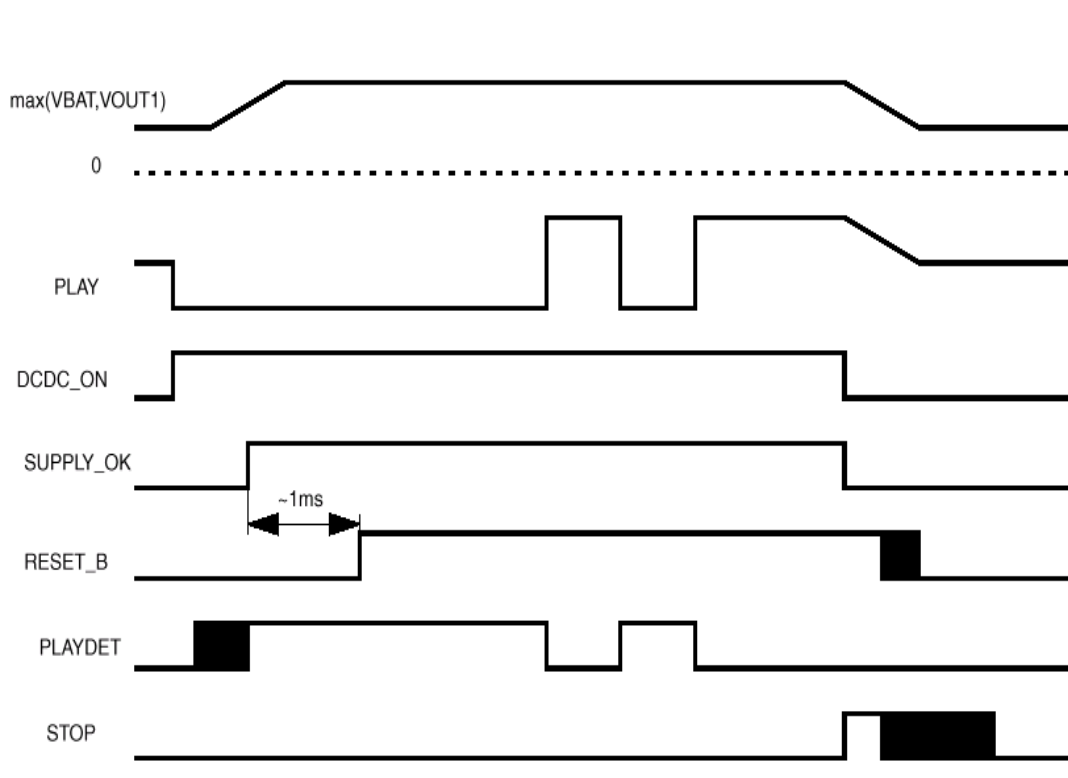 max(VBAT,VOUT1)
0
PLAY
DCDC_ON
SUPPLY_OK
~1ms
RESET_B
PLAYDET
STOP